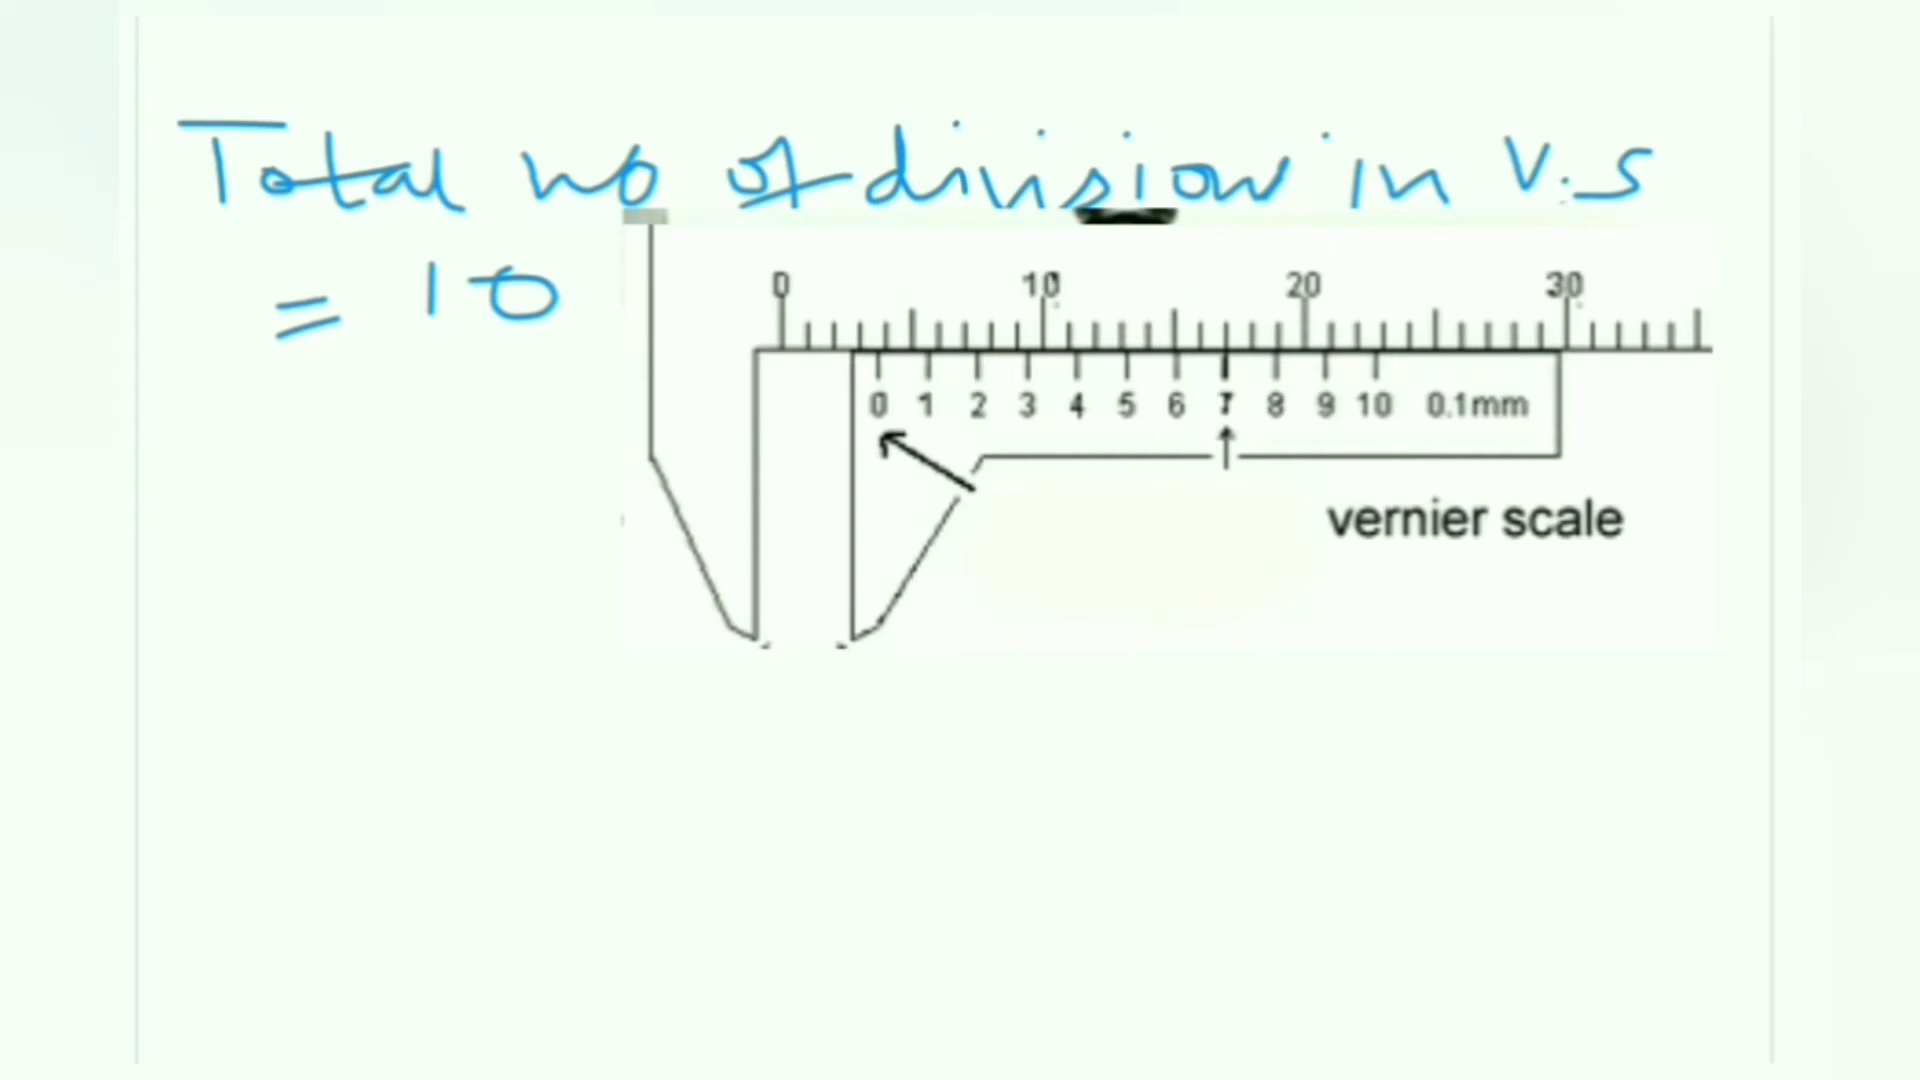 Total no of division in V.S
= 10
0 10 20 30
0 1 2 3 4 5 6 7 8 9 10 0.1mm
vernier scale